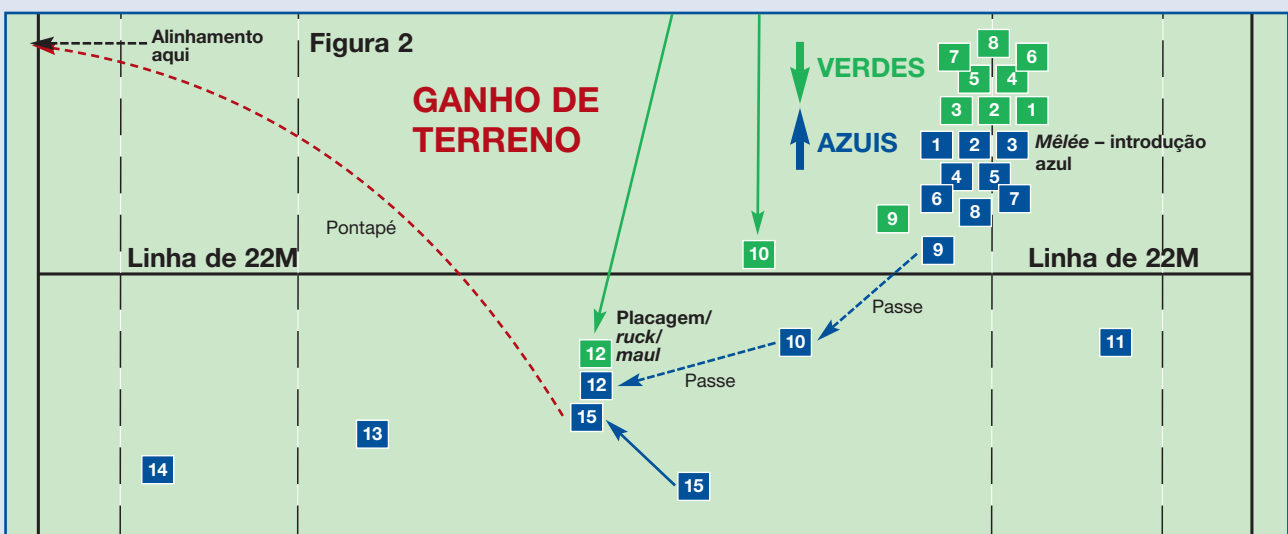 Alinhamento
aqui
Figura 2
GANHO DE
TERRENO
VERDES
AZUIS
8
7
6
5
4
3
2
1
1
2
3
Mêlée – introdução
azul
4
5
6
7
8
9
9
Pontapé
10
Linha de 22M
Linha de 22M
Passe
Placagem/
ruck/
maul
12
10
11
12
Passe
15
13
14
15